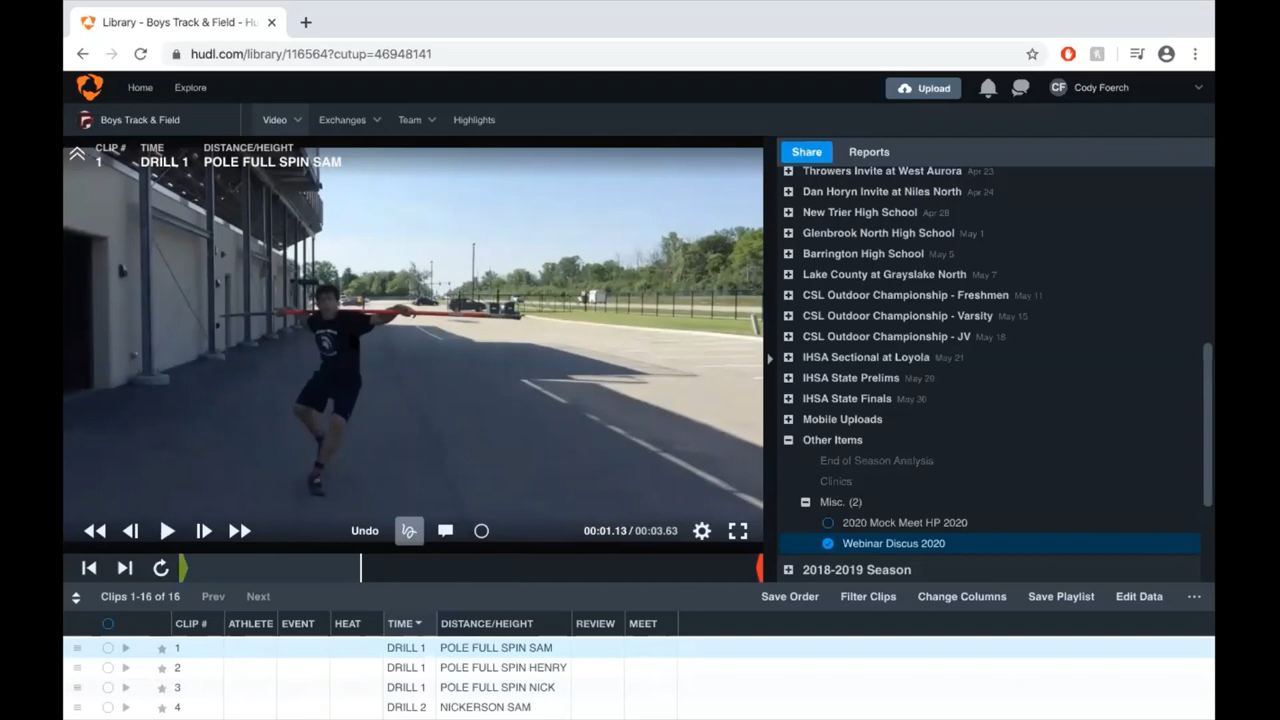 Library - Boys Track & Field - Hu
hudl.com/library/116564?cutup=46948141
Home Explore Upload CF Cody Foerch
Boys Track & Field Video Exchanges Team Highlights
CLIP # TIME DISTANCE/HEIGHT
1 DRILL 1 POLE FULL SPIN SAM
Share Reports
Throwers Invite at West Aurora Apr 23
Dan Horyn Invite at Niles North Apr 24
New Trier High School Apr 28
Glenbrook North High School May 1
Barrington High School May 5
Lake County at Grayslake North May 7
CSL Outdoor Championship - Freshmen May 11
CSL Outdoor Championship - Varsity May 15
CSL Outdoor Championship - JV May 18
IHSA Sectional at Loyola May 21
IHSA State Prelims May 29
IHSA State Finals May 30
Mobile Uploads
Other Items
End of Season Analysis
Clinics
Misc. (2)
2020 Mock Meet HP 2020
Webinar Discus 2020
2018-2019 Season
Undo 00:01.13 / 00:03.63
Clips 1-16 of 16 Prev Next Save Order Filter Clips Change Columns Save Playlist Edit Data
CLIP # ATHLETE EVENT HEAT TIME DISTANCE/HEIGHT REVIEW MEET
1 DRILL 1 POLE FULL SPIN SAM
2 DRILL 1 POLE FULL SPIN HENRY
3 DRILL 1 POLE FULL SPIN NICK
4 DRILL 2 NICKERSON SAM